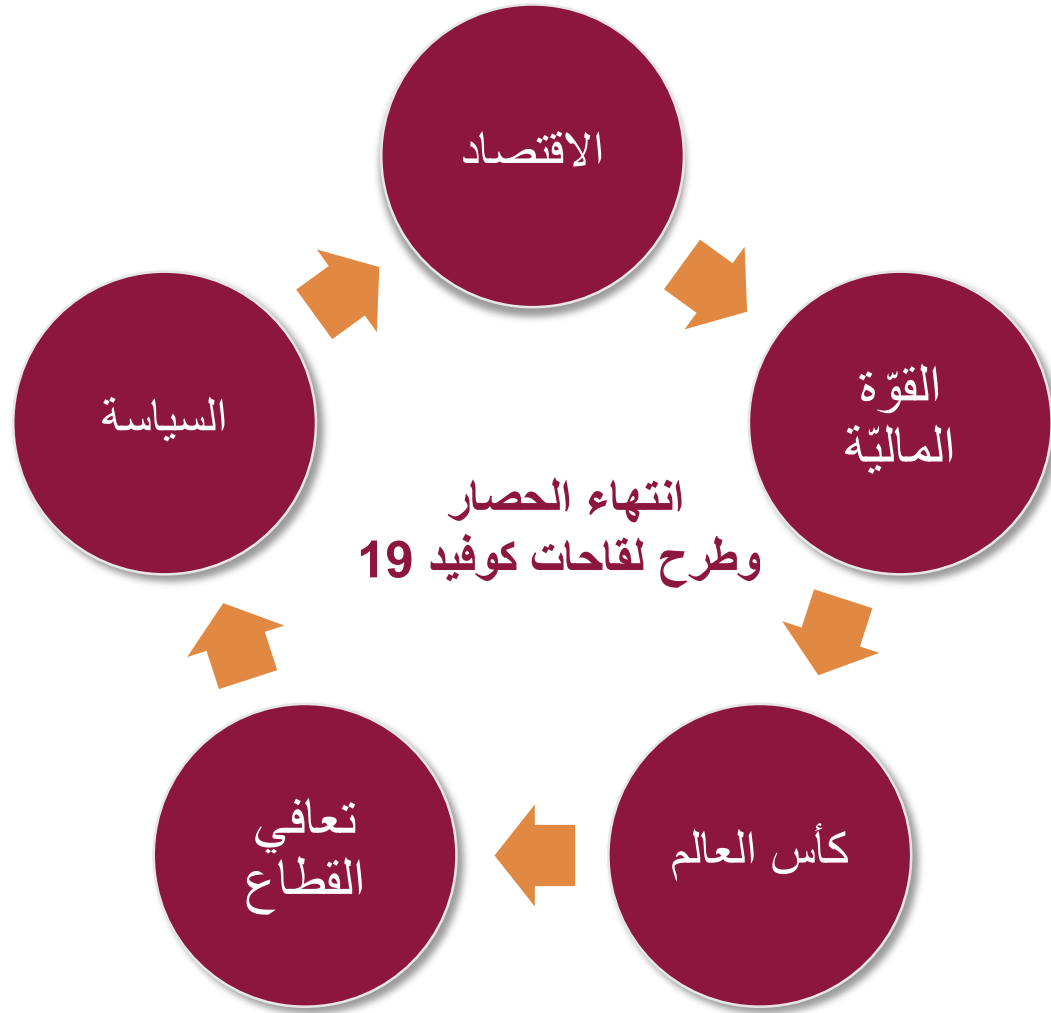 الاقتصاد
القوّة
الماليّة
كأس العالم
تعافي
القطاع
السياسة
انتهاء الحصار
وطرح لقاحات كوفيد 19